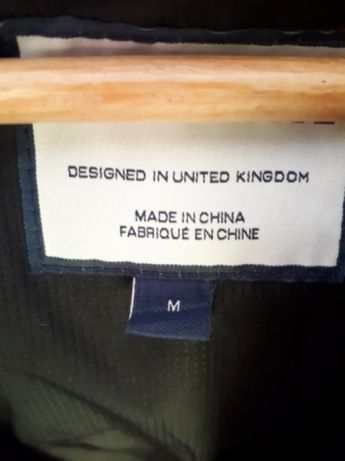 DESIGNED IN UNITED KINGDOM
MADE IN CHINA
FABRIQUÉ EN CHINE
M